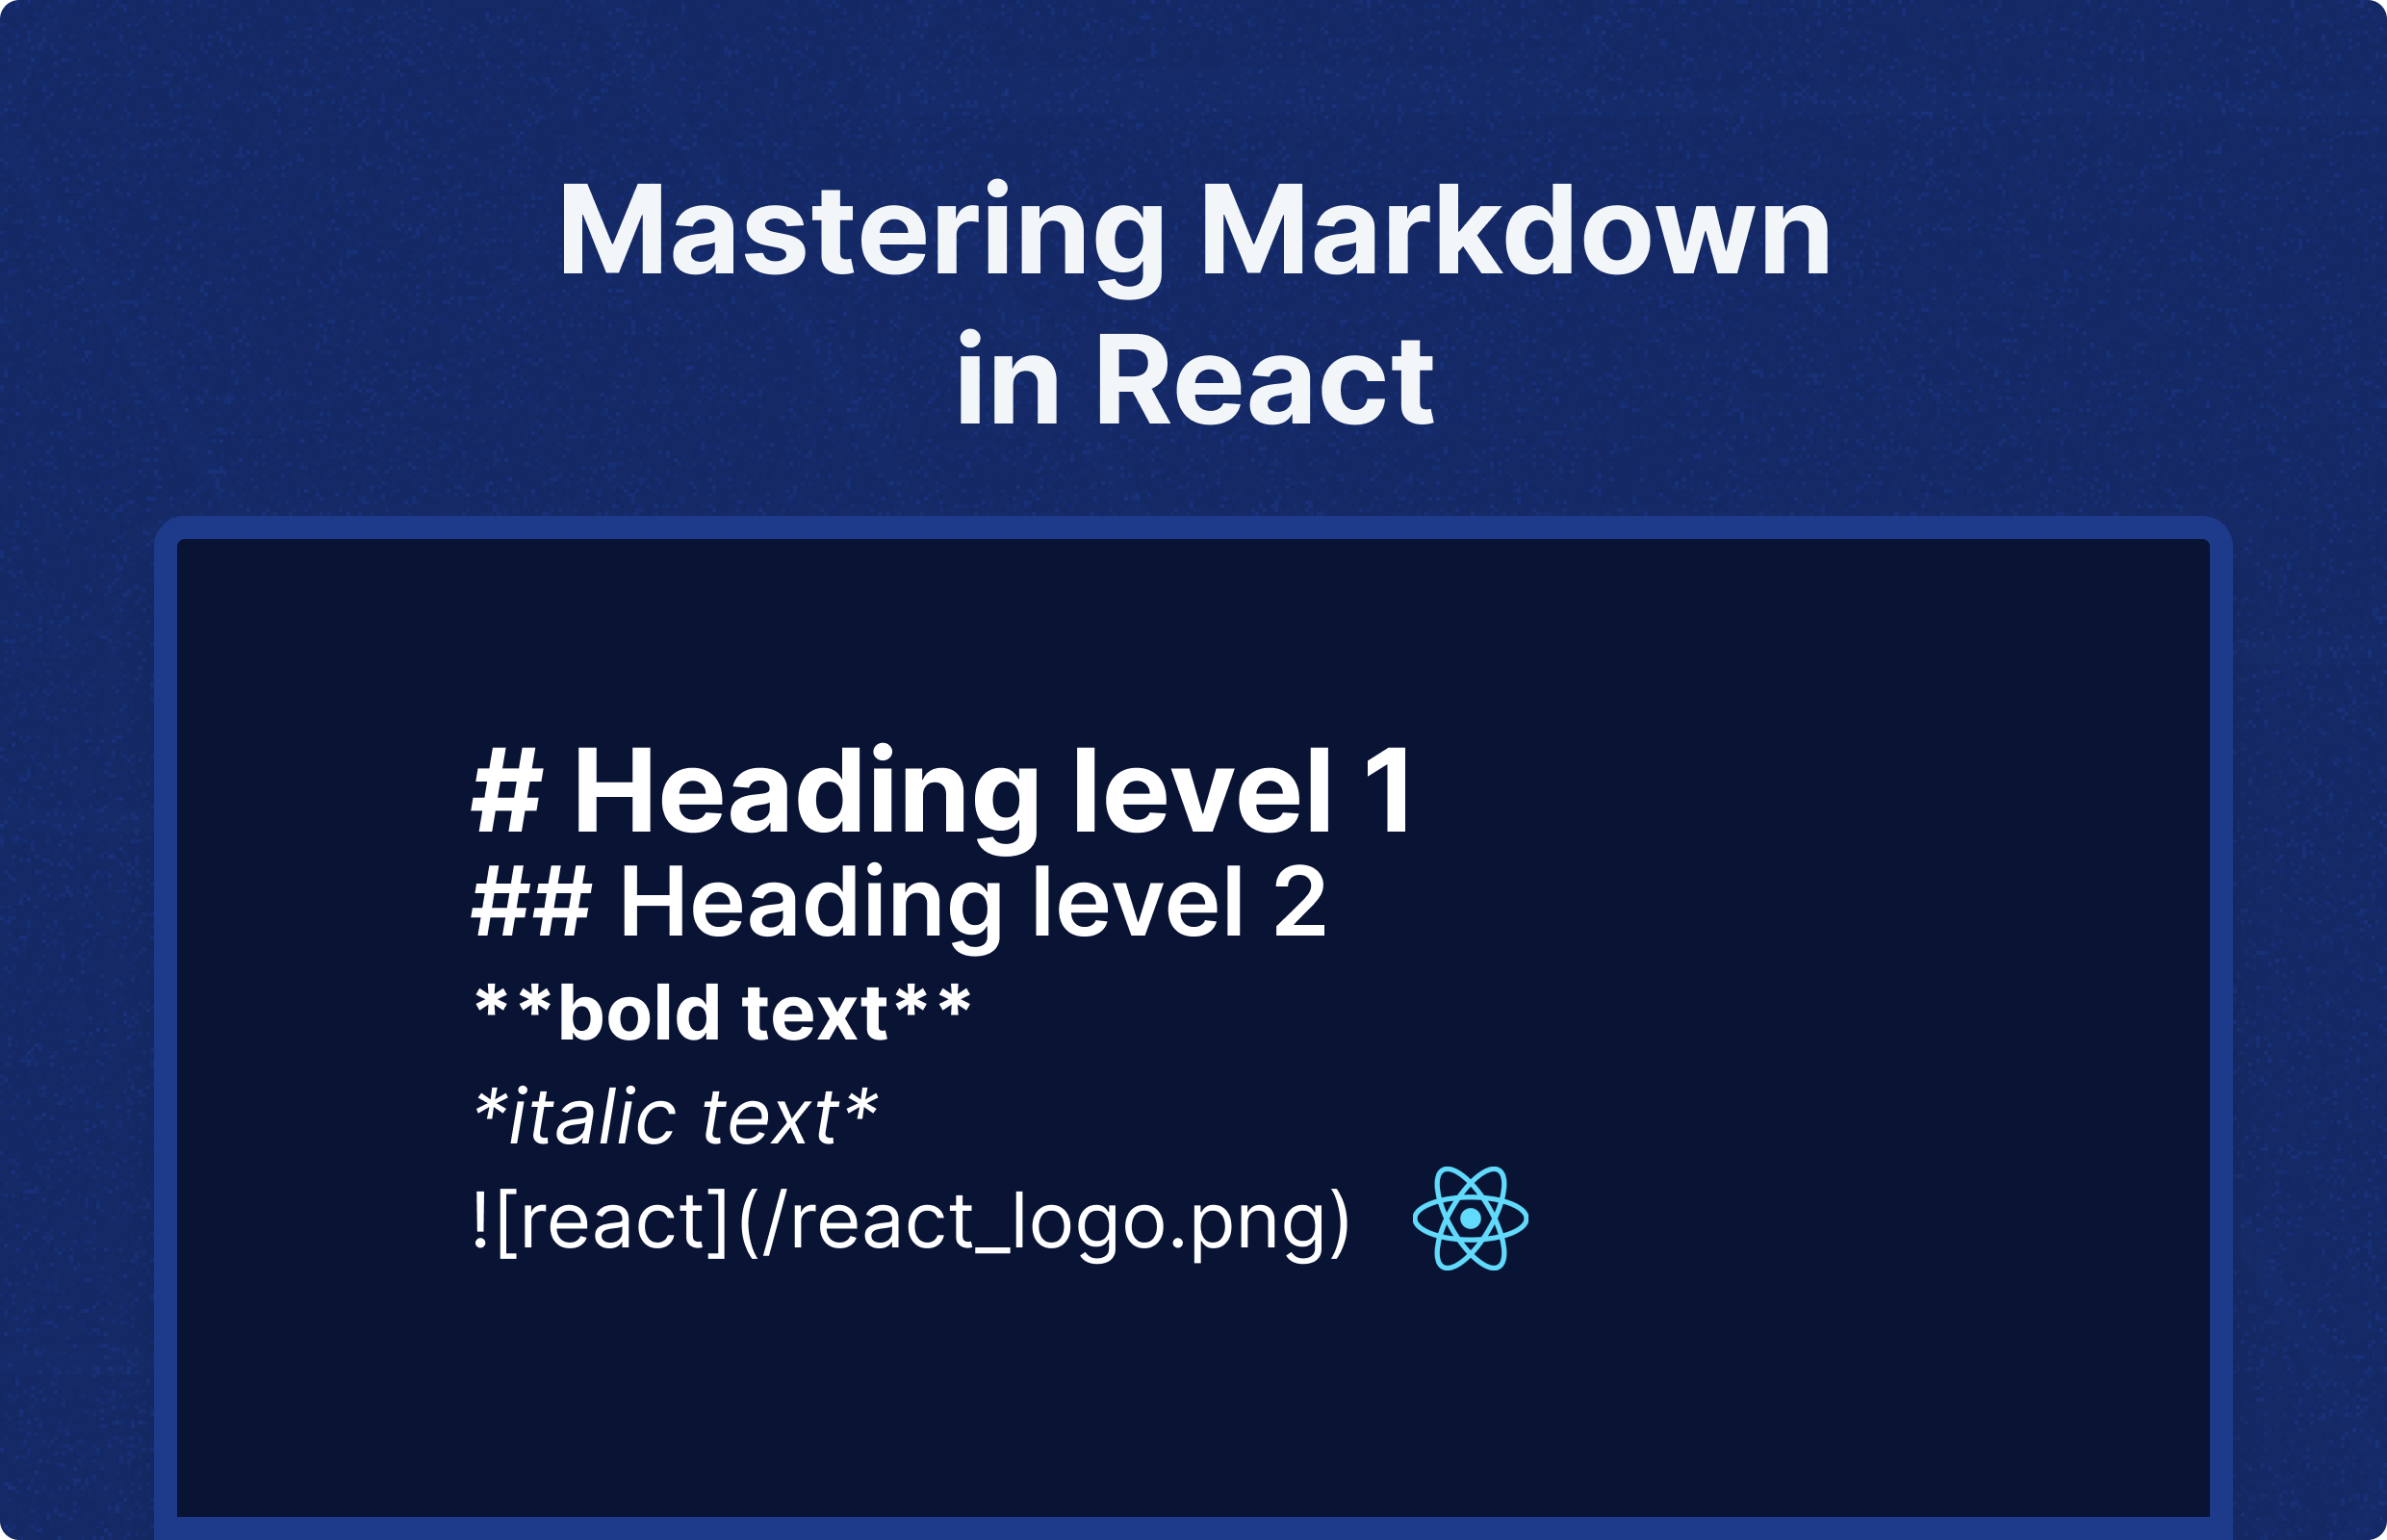 Mastering Markdown
in React
# Heading level 1
## Heading level 2
**bold text**
*italic text*
![react](/react_logo.png)